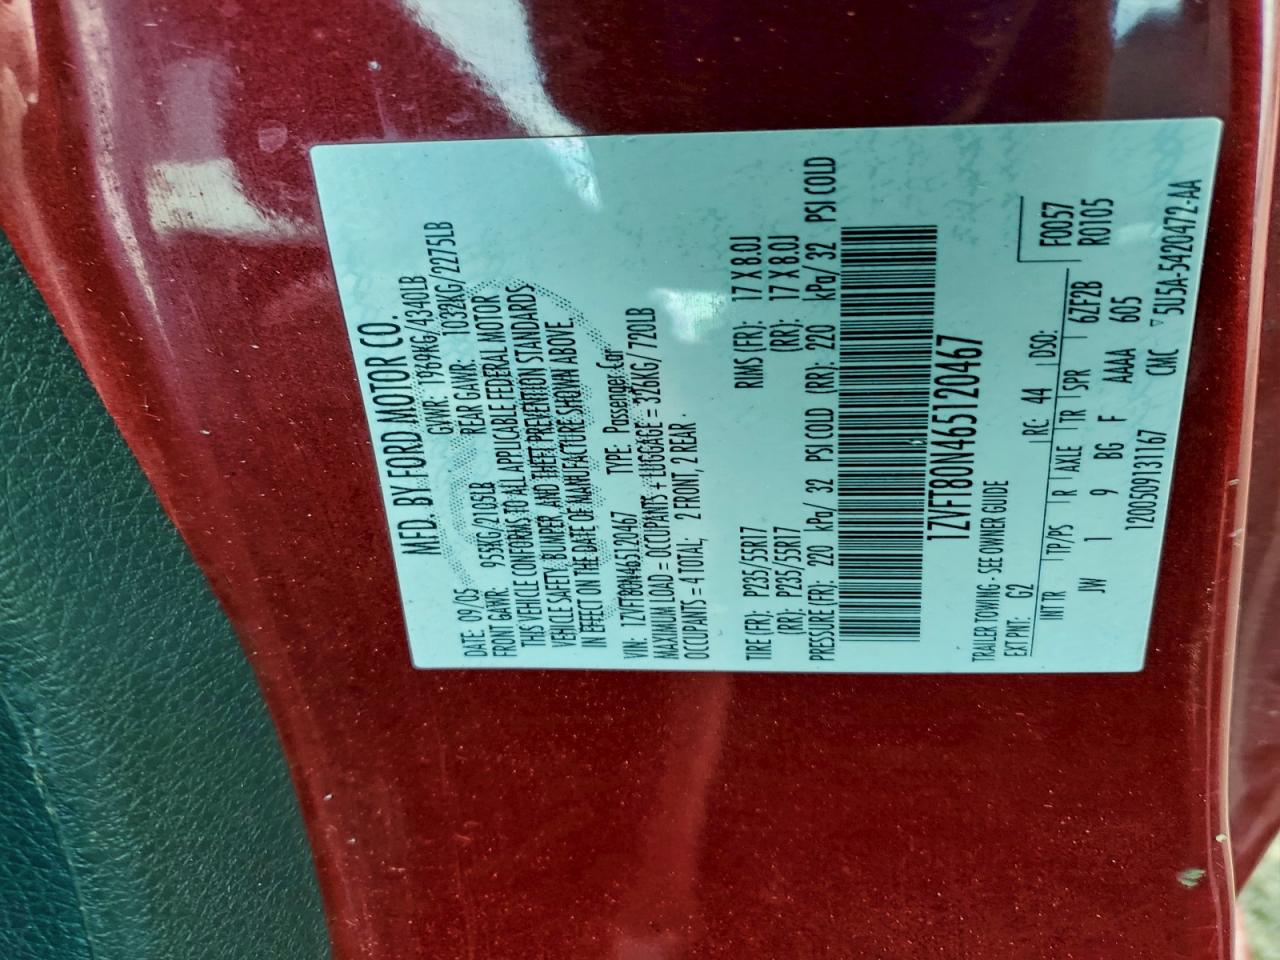 MFD. BY FORD MOTOR CO.
DATE: 09/05 GVWR: 1969KG/4340LB
FRONT GAWR: 955KG/2105LB REAR GAWR: 1032KG/2275LB
THIS VEHICLE CONFORMS TO ALL APPLICABLE FEDERAL MOTOR
VEHICLE SAFETY, BUMPER, AND THEFT PREVENTION STANDARDS
IN EFFECT ON THE DATE OF MANUFACTURE SHOWN ABOVE.
VIN: 1ZVFT80N465120467 TYPE: Passenger Car
MAXIMUM LOAD = OCCUPANTS + LUGGAGE = 326KG/720LB
OCCUPANTS = 4 TOTAL, 2 FRONT, 2 REAR.
TIRE (FR): P235/55R17 RIMS (FR): 17 X 8.0J
(RR): P235/55R17 (RR): 17 X 8.0J
PRESSURE (FR): 220 kPa/ 32 PSI COLD (RR): 220 kPa/ 32 PSI COLD
1ZVFT80N465120467
TRAILER TOWING - SEE OWNER GUIDE F0057
EXT PNT: G2 RC: 44 DSO: R0105
INT TR TP/PS R AXLE TR SPR 6ZF2B
JW 1 9 BG F AAAA 605
120050913 1167 CMC ▽ 5U5A-5420472-AA